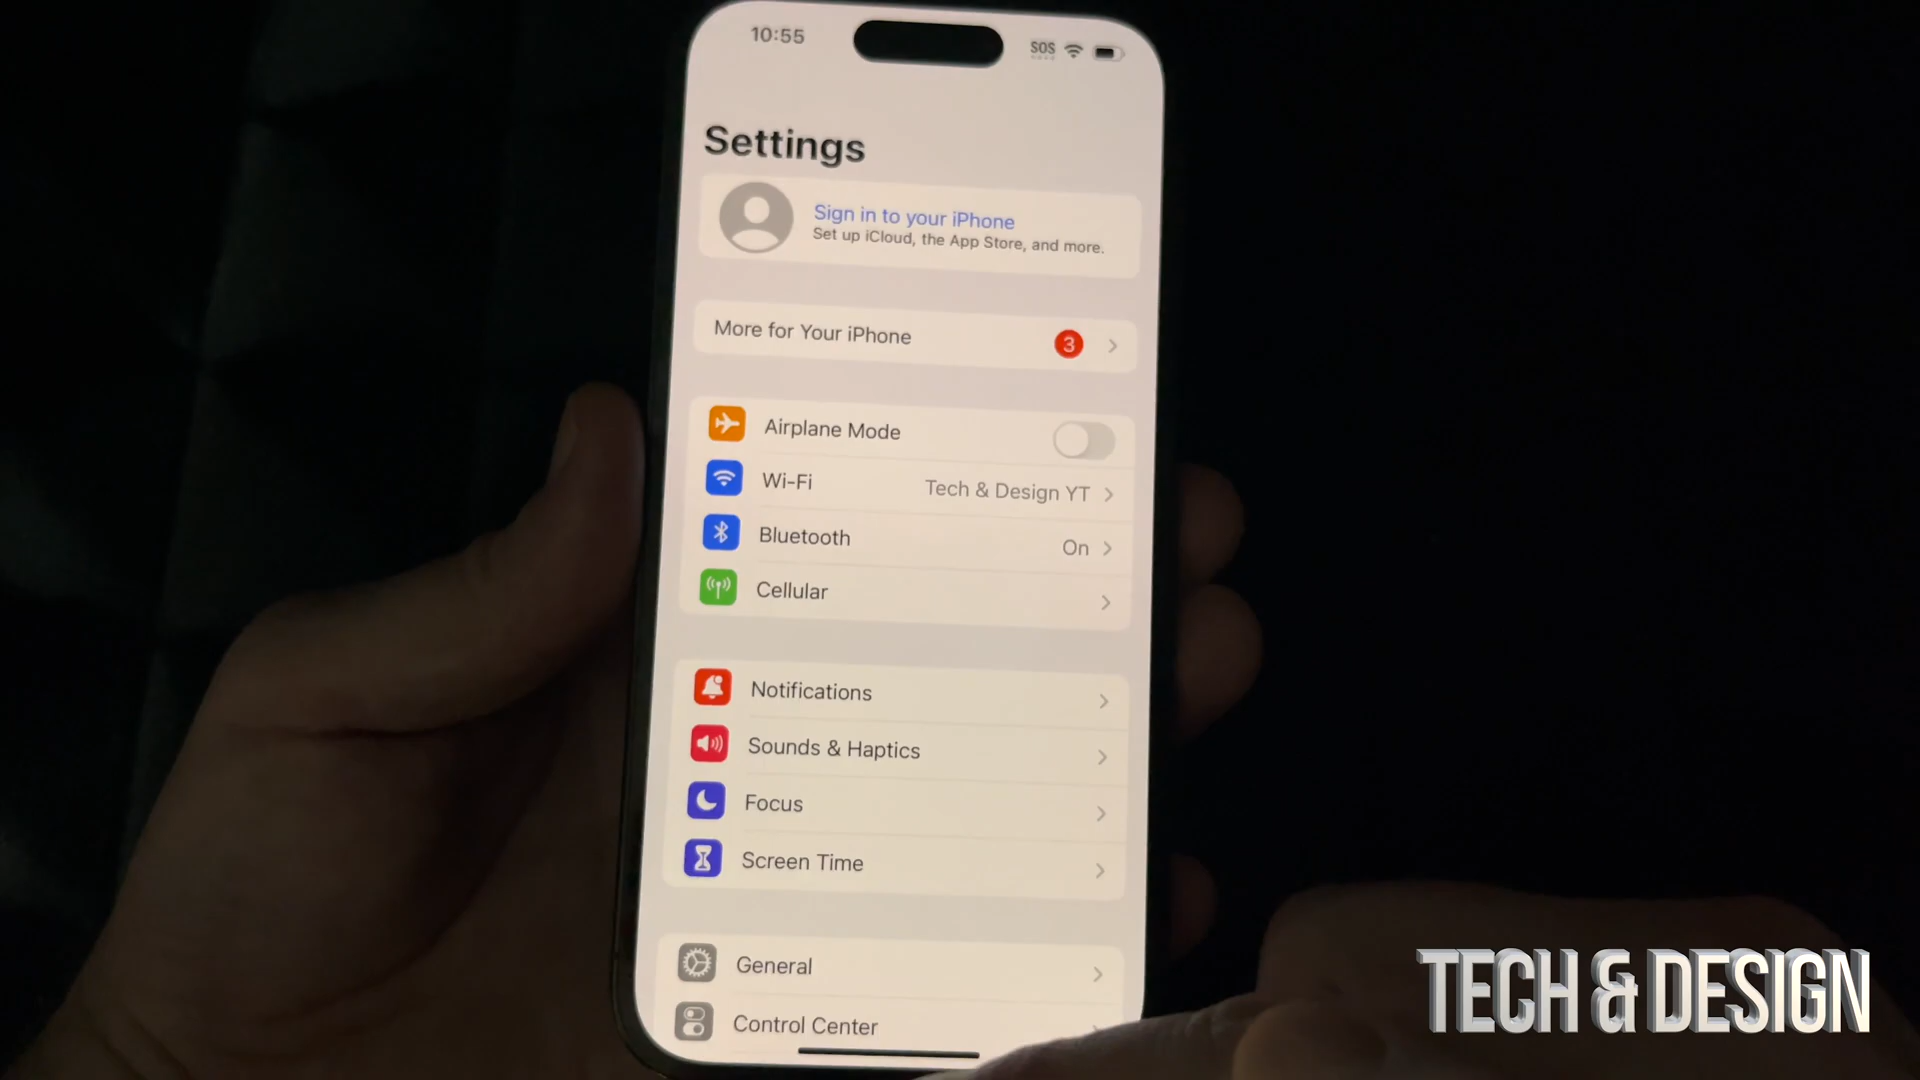 10:55
SOS
Settings
Sign in to your iPhone
Set up iCloud, the App Store, and more.
More for Your iPhone
3
Airplane Mode
Wi-Fi
Tech & Design YT
Bluetooth
On
Cellular
Notifications
Sounds & Haptics
Focus
Screen Time
General
Control Center
TECH & DESIGN